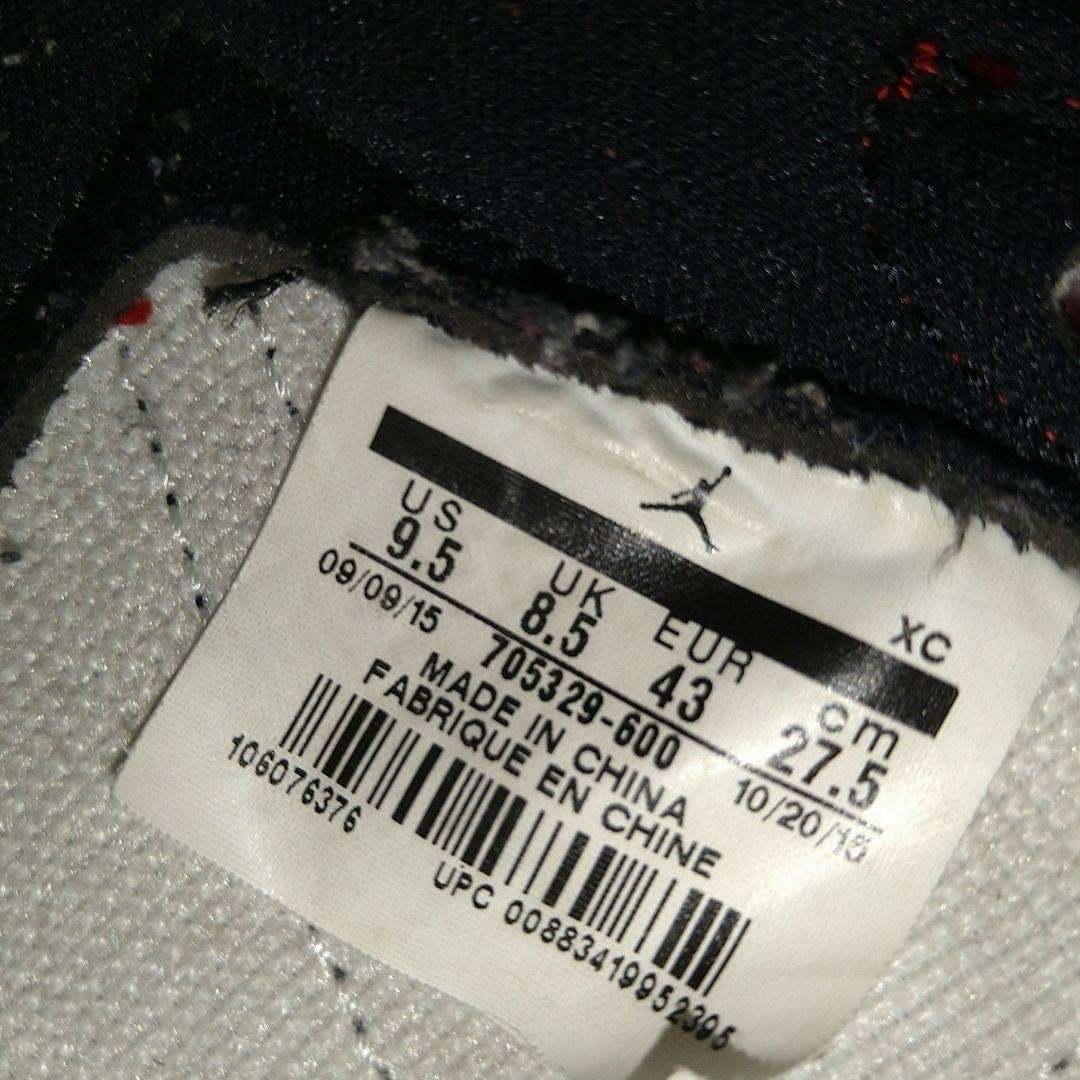 XC
US UK EUR cm
9.5 8.5 43 27.5
09/09/15 705329-600 10/20/15
MADE IN CHINA
FABRIQUE EN CHINE
106076376
UPC 00883419952395